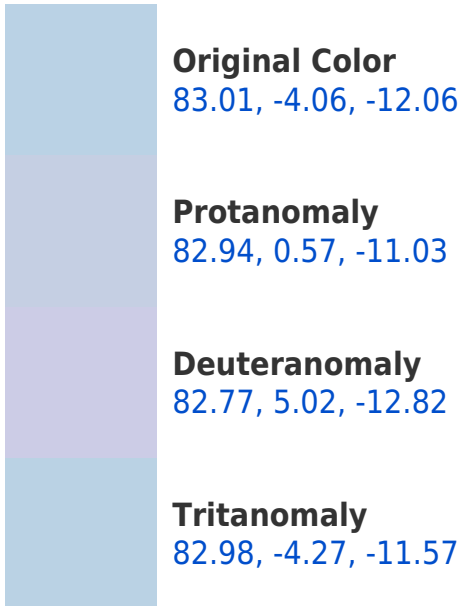 Original Color
83.01, -4.06, -12.06
Protanomaly
82.94, 0.57, -11.03
Deuteranomaly
82.77, 5.02, -12.82
Tritanomaly
82.98, -4.27, -11.57